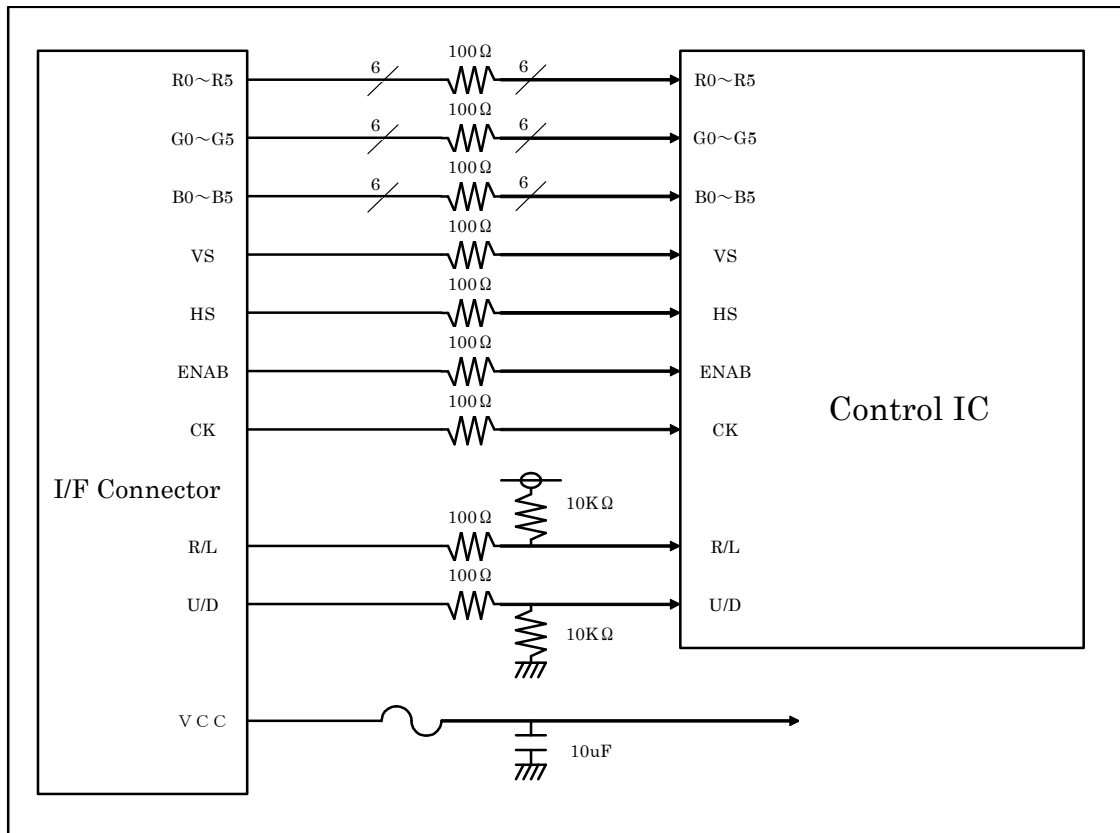 100Ω
R0～R5 6 6 R0～R5
100Ω
G0～G5 6 6 G0～G5
100Ω
B0～B5 6 6 B0～B5
100Ω
VS VS
100Ω
HS HS
100Ω
ENAB ENAB
100Ω
CK CK
Control IC
I/F Connector
10KΩ
100Ω
R/L R/L
100Ω
U/D U/D
10KΩ
VCC
10uF